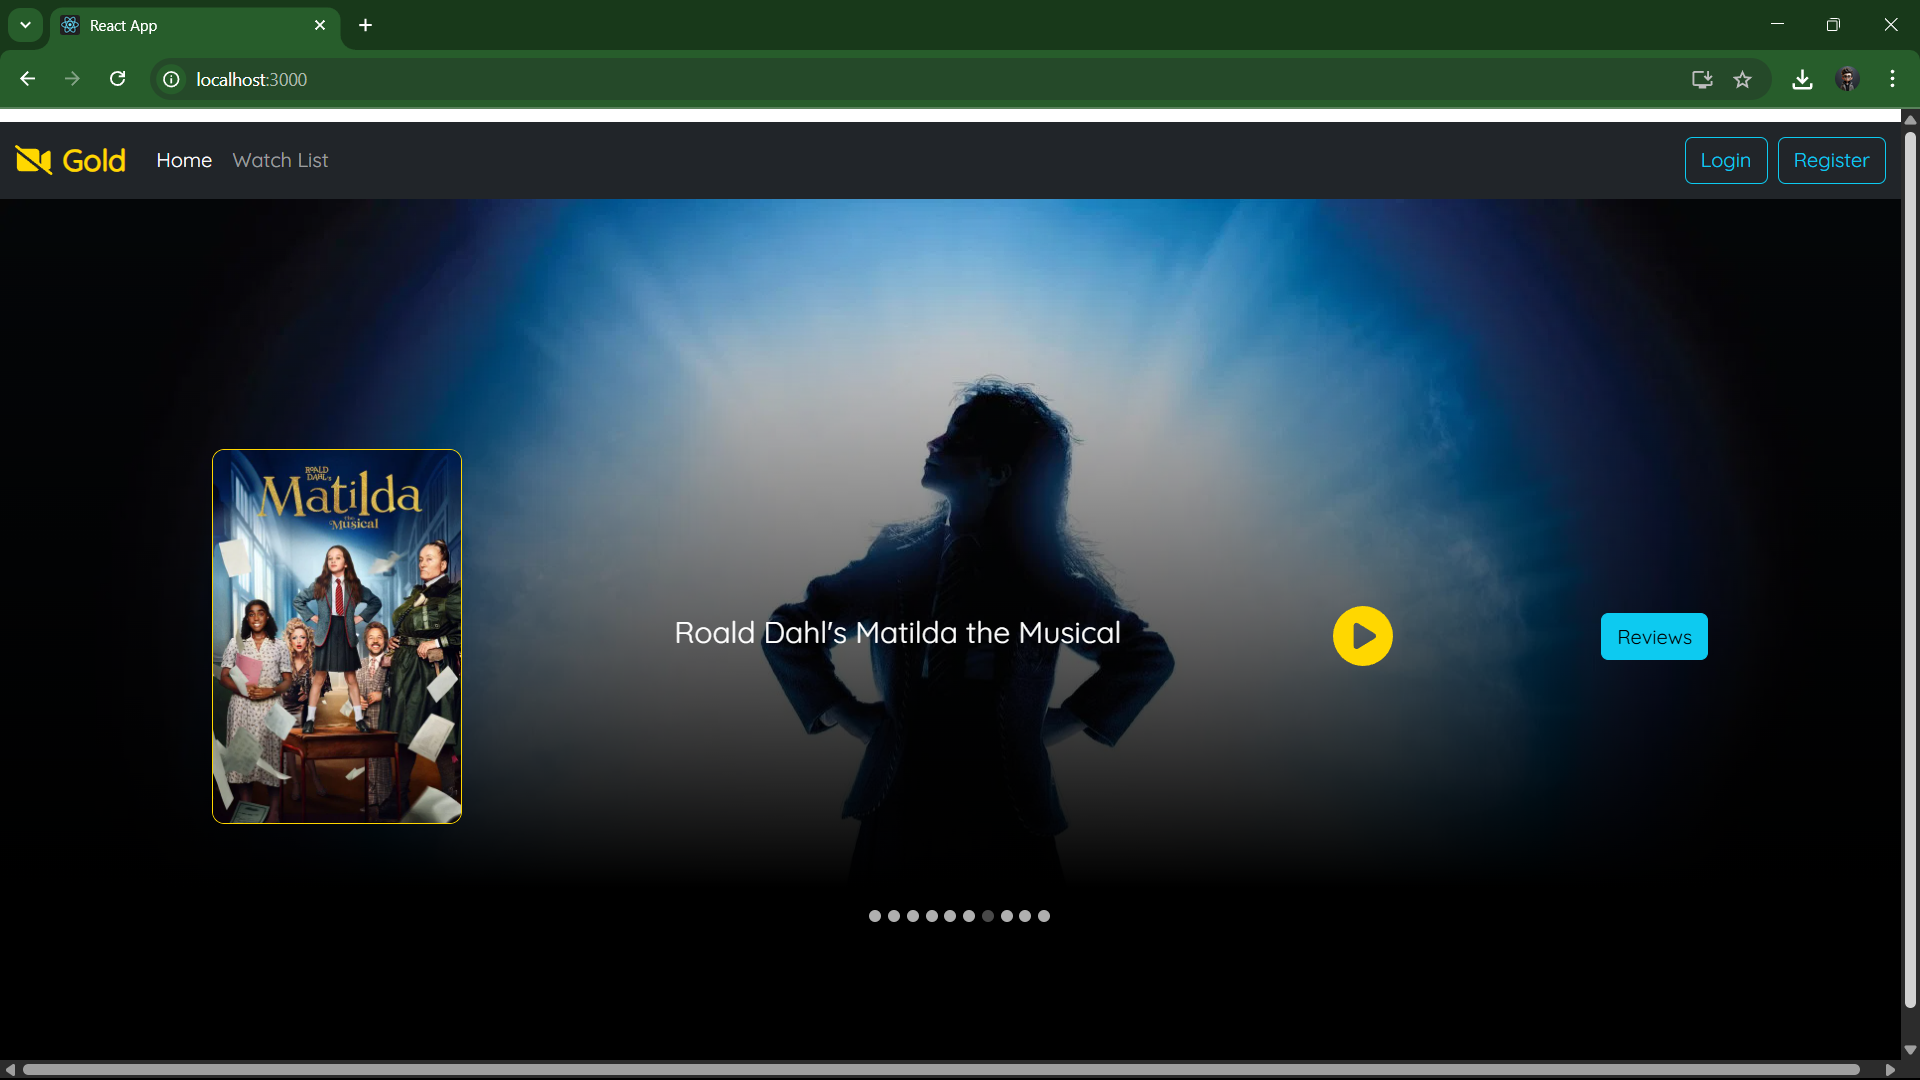 React App
localhost:3000
Gold
Home
Watch List
Login
Register
ROALD
DAHL'S
Matilda
the
Musical
Roald Dahl's Matilda the Musical
Reviews